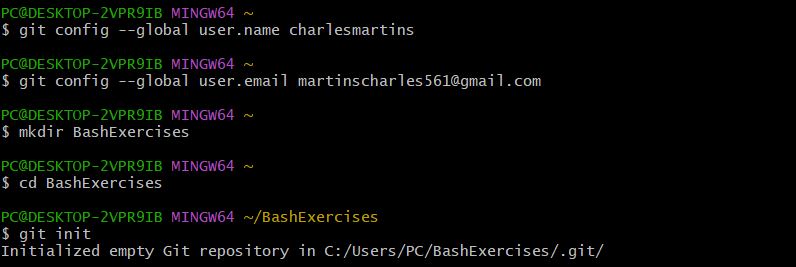 PC@DESKTOP-2VPR9IB MINGW64 ~
$ git config --global user.name charlesmartins
PC@DESKTOP-2VPR9IB MINGW64 ~
$ git config --global user.email martinscharles561@gmail.com
PC@DESKTOP-2VPR9IB MINGW64 ~
$ mkdir BashExercises
PC@DESKTOP-2VPR9IB MINGW64 ~
$ cd BashExercises
PC@DESKTOP-2VPR9IB MINGW64 ~/BashExercises
$ git init
Initialized empty Git repository in C:/Users/PC/BashExercises/.git/